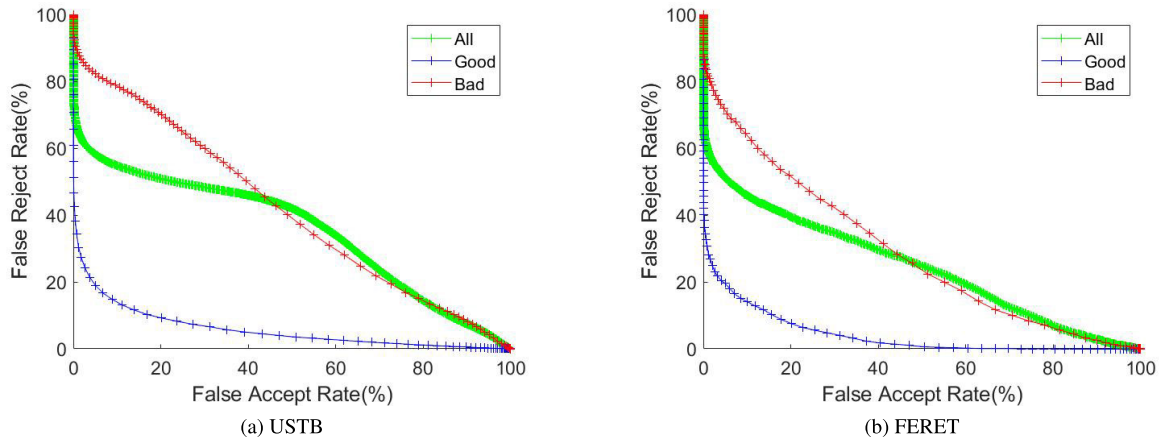 100
80
60
40
20
0
False Reject Rate(%)
All
Good
Bad
0 20 40 60 80 100
False Accept Rate(%)
(a) USTB
100
80
60
40
20
0
False Reject Rate(%)
All
Good
Bad
0 20 40 60 80 100
False Accept Rate(%)
(b) FERET